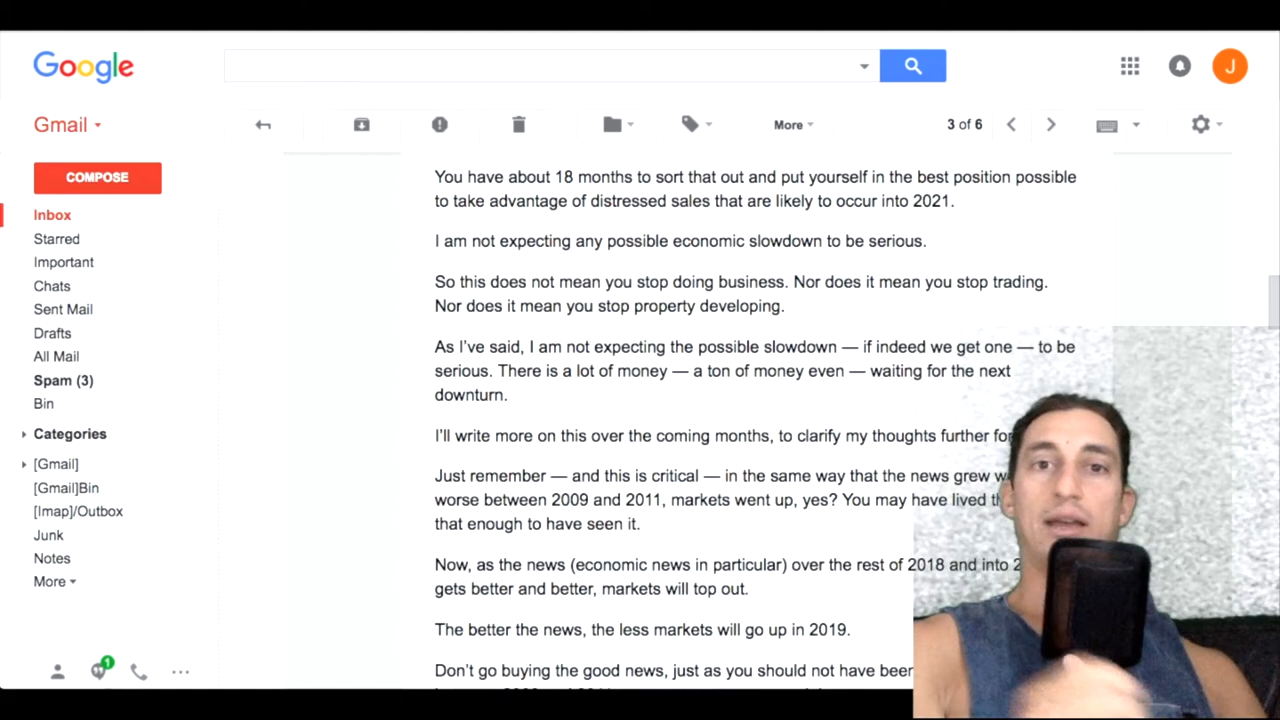 Google
J
Gmail
More
3 of 6
COMPOSE
Inbox
Starred
Important
Chats
Sent Mail
Drafts
All Mail
Spam (3)
Bin
Categories
[Gmail]
[Gmail]Bin
[Imap]/Outbox
Junk
Notes
More
1
You have about 18 months to sort that out and put yourself in the best position possible
to take advantage of distressed sales that are likely to occur into 2021.
I am not expecting any possible economic slowdown to be serious.
So this does not mean you stop doing business. Nor does it mean you stop trading.
Nor does it mean you stop property developing.
As I've said, I am not expecting the possible slowdown — if indeed we get one — to be
serious. There is a lot of money — a ton of money even — waiting for the next
downturn.
I'll write more on this over the coming months, to clarify my thoughts further
Just remember — and this is critical — in the same way that the news grew
worse between 2009 and 2011, markets went up, yes? You may have lived
that enough to have seen it.
Now, as the news (economic news in particular) over the rest of 2018 and into
gets better and better, markets will top out.
The better the news, the less markets will go up in 2019.
Don't go buying the good news, just as you should not have been